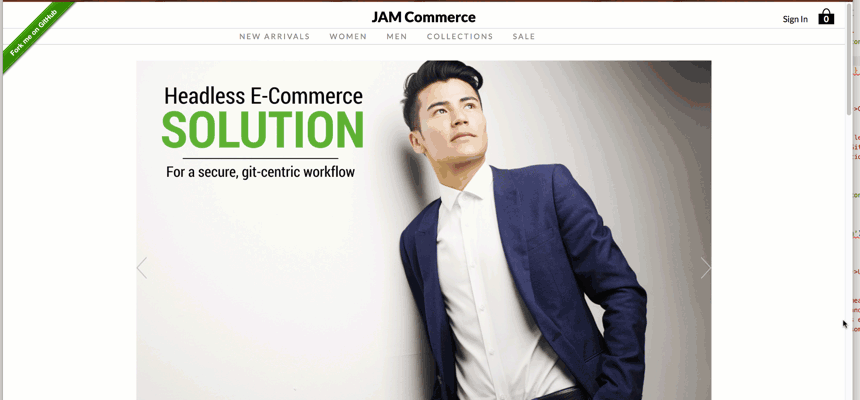 Fork me on GitHub
JAM Commerce
Sign In
0
NEW ARRIVALS WOMEN MEN COLLECTIONS SALE
Headless E-Commerce
SOLUTION
For a secure, git-centric workflow